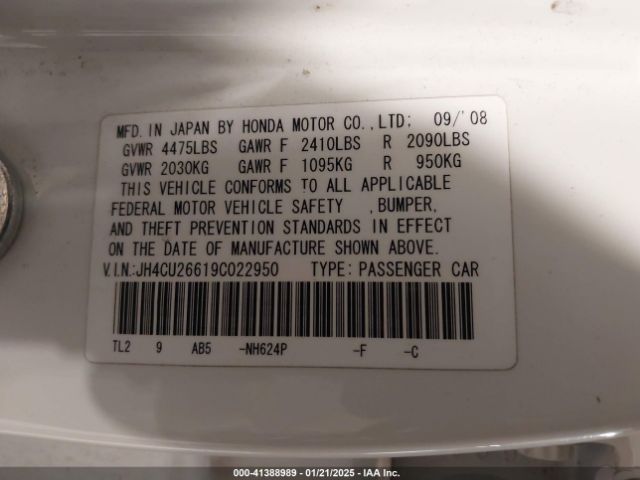 MFD. IN JAPAN BY HONDA MOTOR CO., LTD: 09/'08
GVWR 4475LBS GAWR F 2410LBS R 2090LBS
GVWR 2030KG GAWR F 1095KG R 950KG
THIS VEHICLE CONFORMS TO ALL APPLICABLE
FEDERAL MOTOR VEHICLE SAFETY , BUMPER,
AND THEFT PREVENTION STANDARDS IN EFFECT
ON THE DATE OF MANUFACTURE SHOWN ABOVE.
V.I.N.:JH4CU26619C022950 TYPE: PASSENGER CAR
TL2 9 AB5 -NH624P -F -C
000-41388989 - 01/21/2025 - IAA Inc.